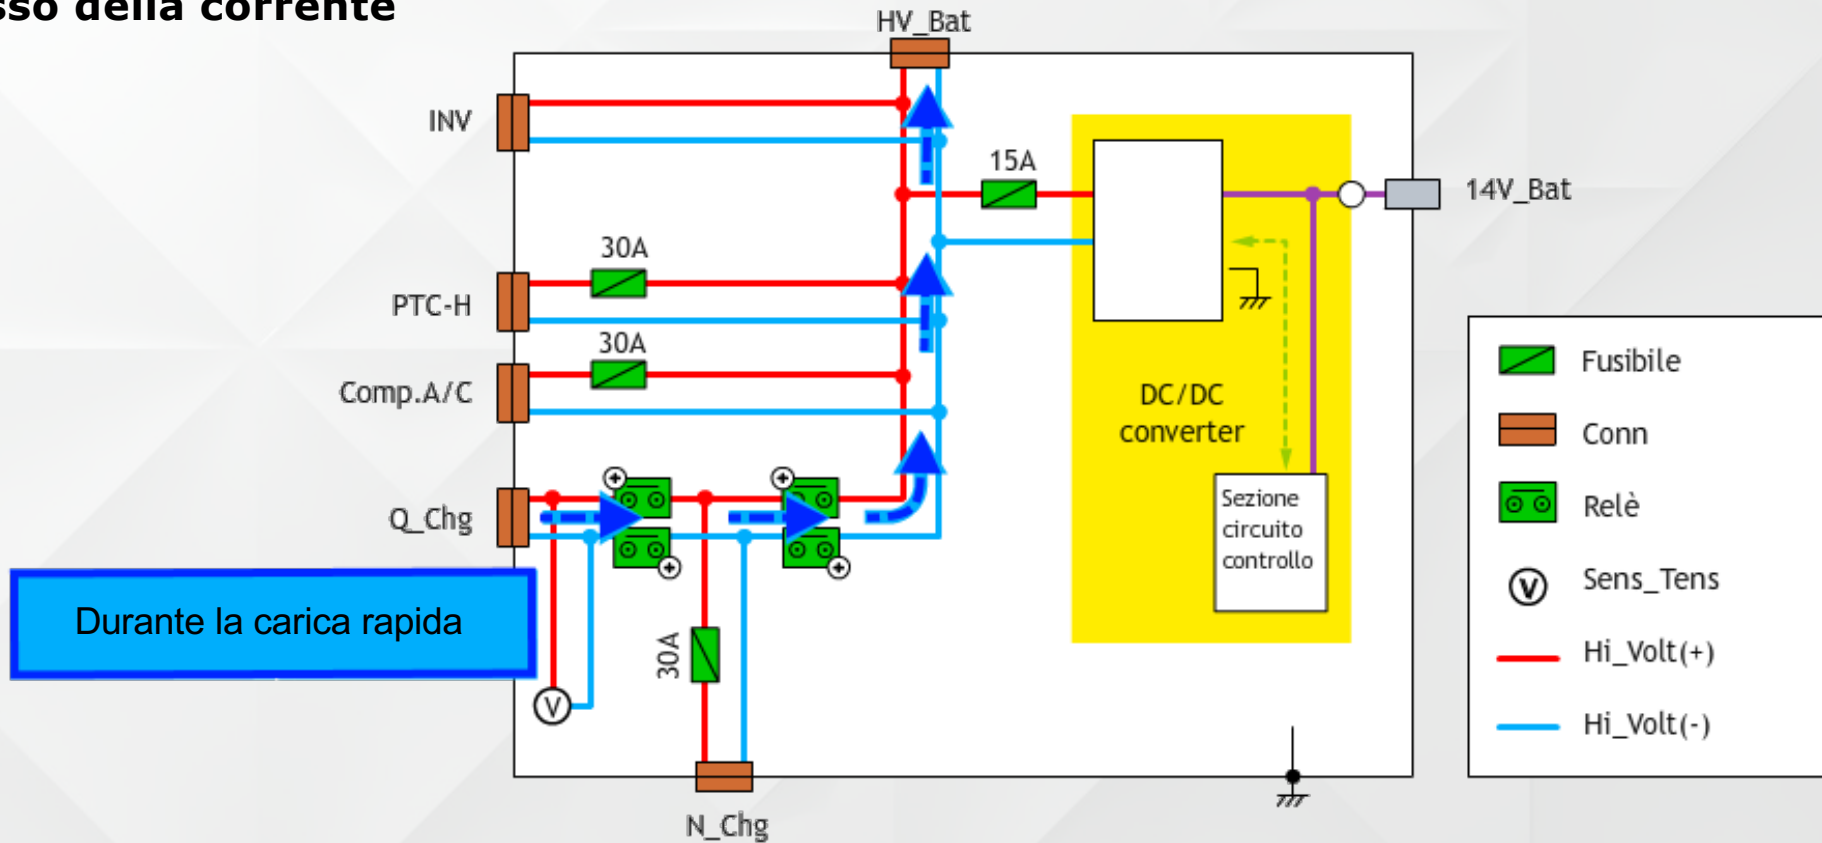 sso della corrente
HV_Bat
INV
15A
14V_Bat
30A
PTC-H
30A
Comp.A/C
DC/DC
converter
Q_Chg
Sezione
circuito
controllo
Durante la carica rapida
30A
V
N_Chg
Fusibile
Conn
Relè
V
Sens_Tens
Hi_Volt(+)
Hi_Volt(-)